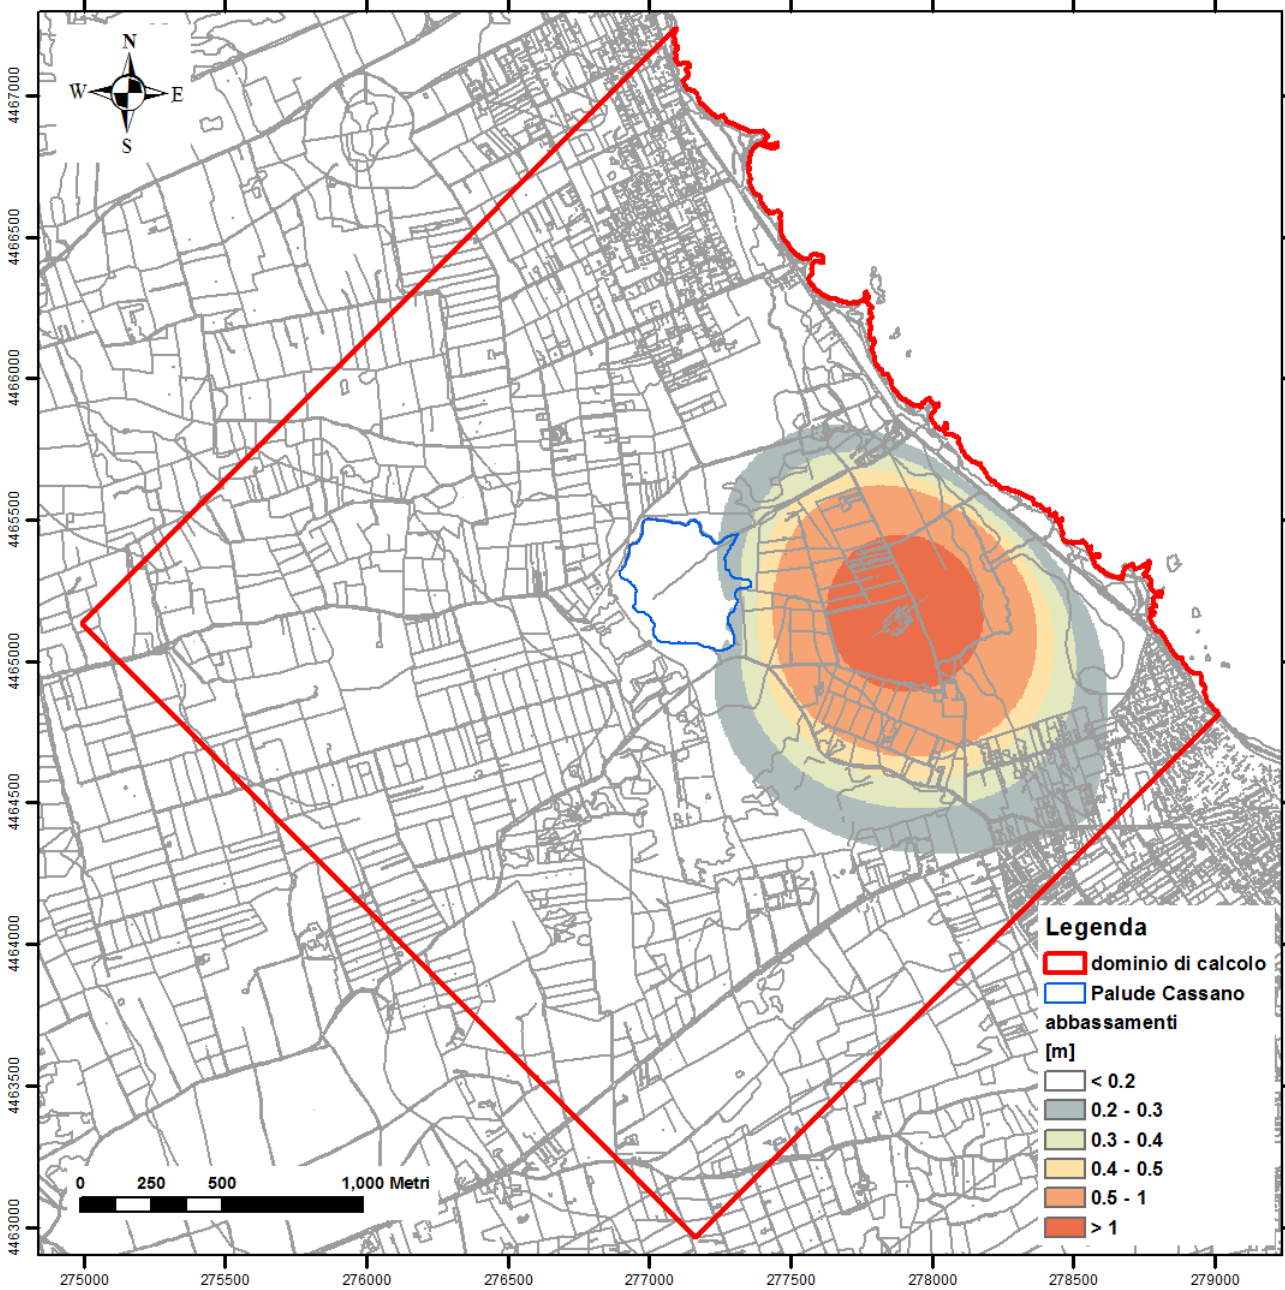 N
W E
S
4467000
4466500
4466000
4465500
4465000
4464500
4464000
4463500
4463000
Legenda
dominio di calcolo
Palude Cassano
abbassamenti
[m]
< 0.2
0.2 - 0.3
0.3 - 0.4
0.4 - 0.5
0.5 - 1
> 1
0 250 500 1,000 Metri
275000 275500 276000 276500 277000 277500 278000 278500 279000